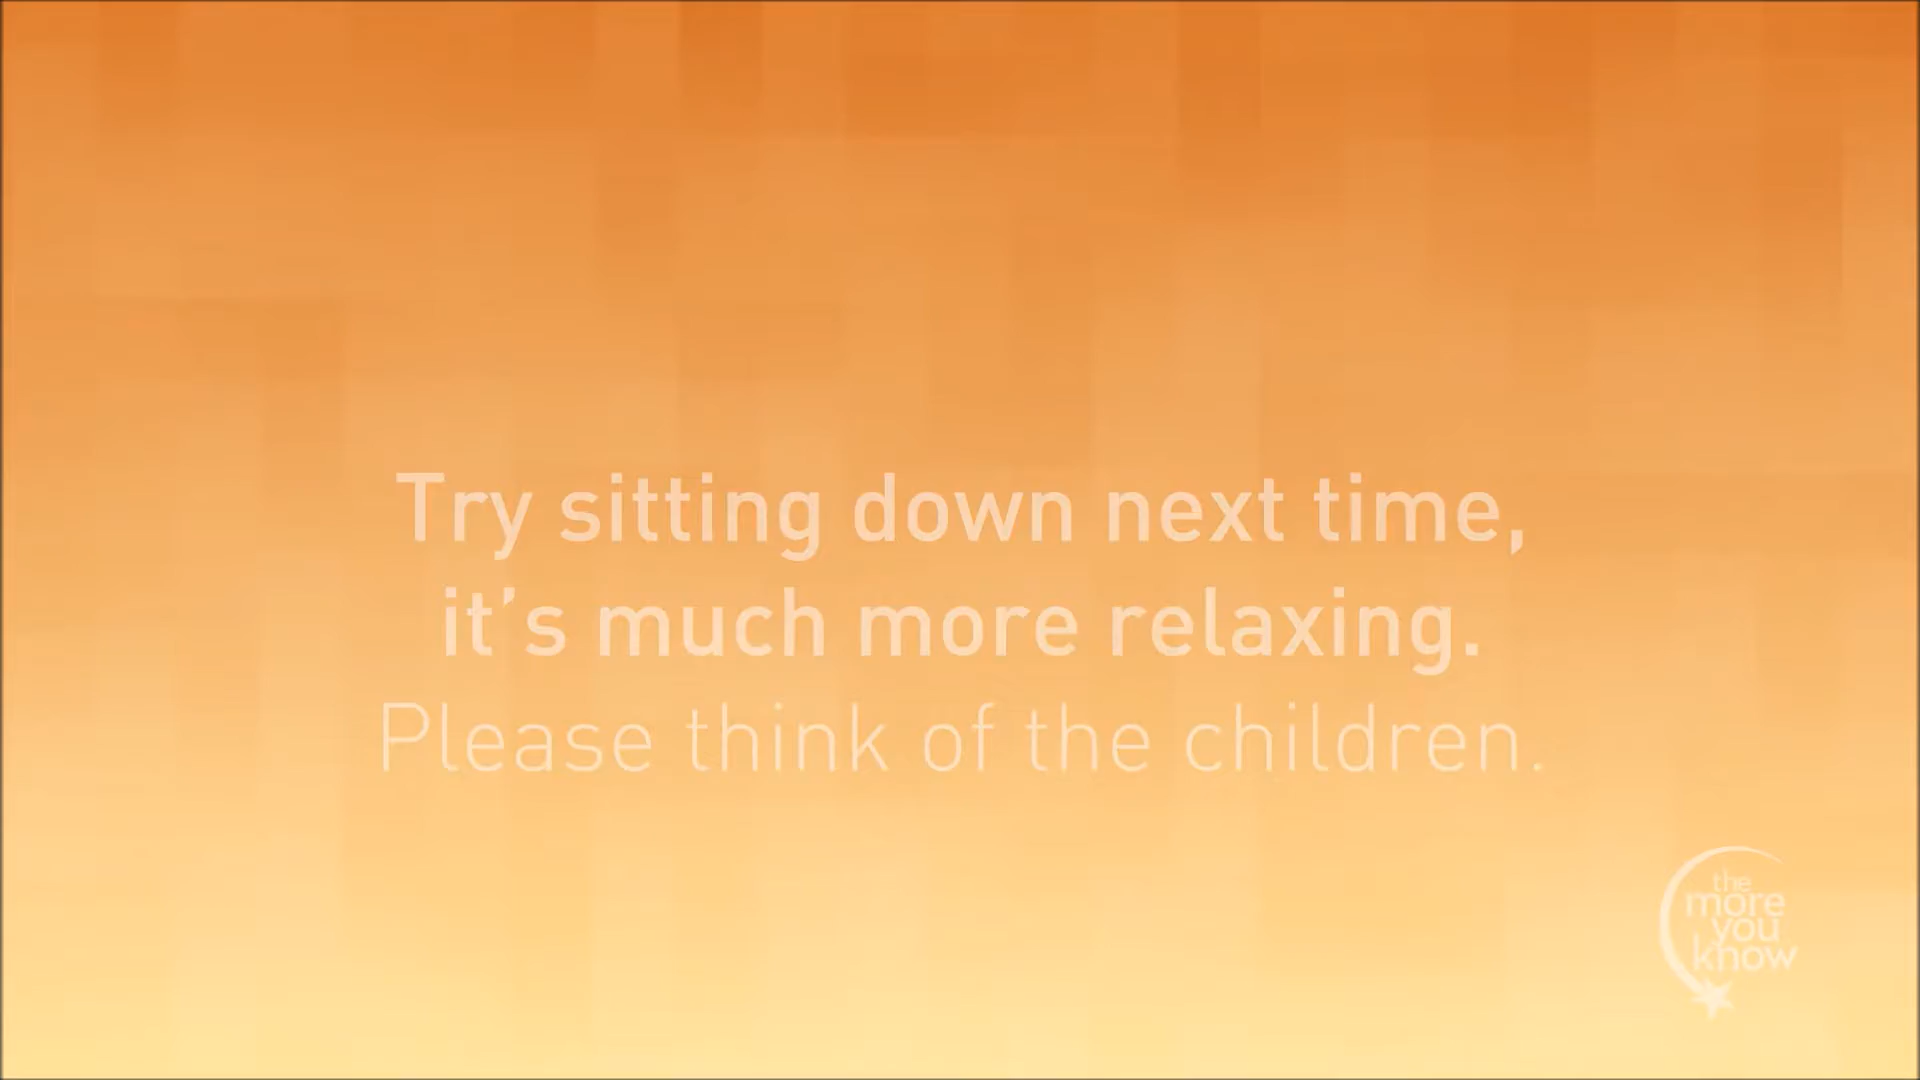 Try sitting down next time,
it's much more relaxing.
Please think of the children.
the
more
you
know